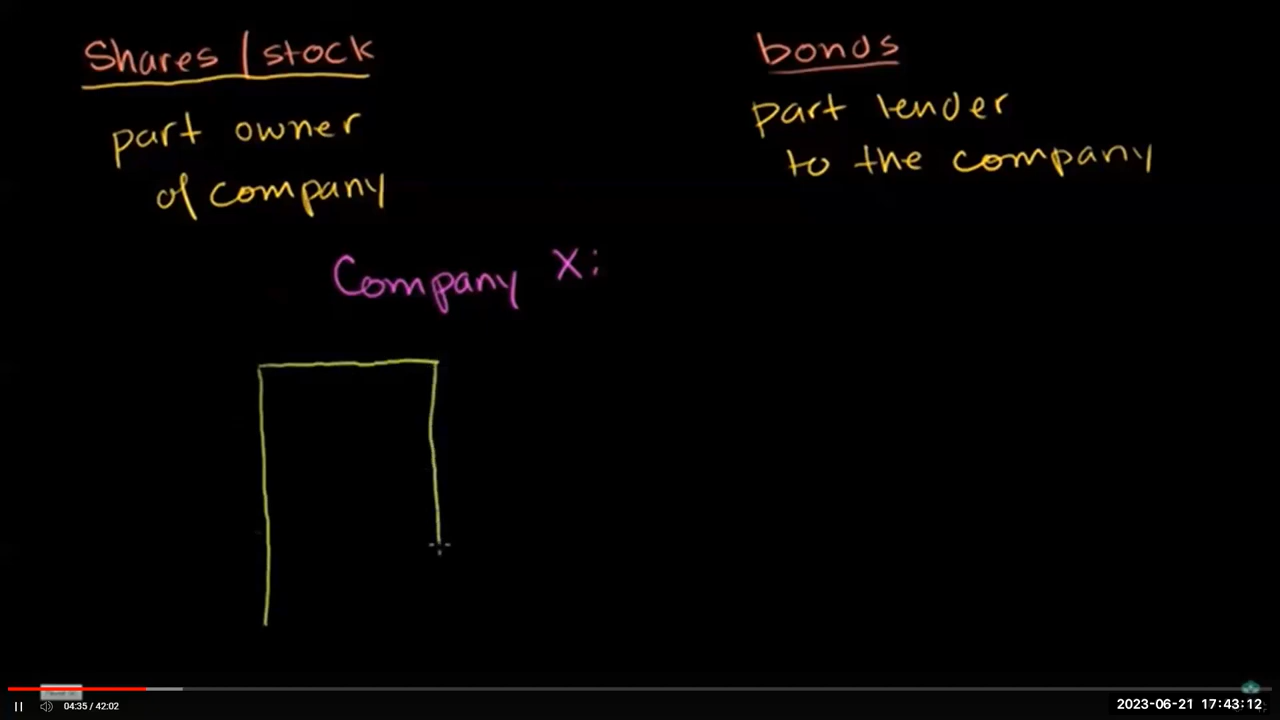 Shares / stock
part owner
of company
bonds
part lender
to the company
Company X:
04:35 / 42:02
2023-06-21 17:43:12